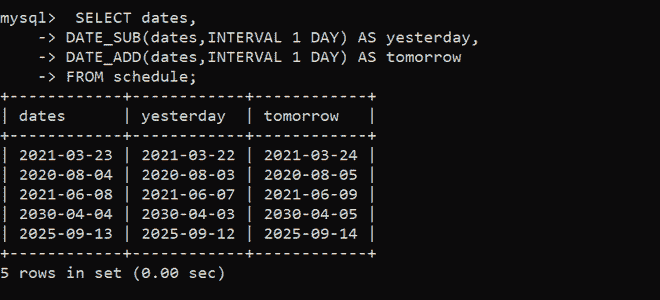 mysql>  SELECT dates,
    -> DATE_SUB(dates,INTERVAL 1 DAY) AS yesterday,
    -> DATE_ADD(dates,INTERVAL 1 DAY) AS tomorrow
    -> FROM schedule;
+------------+------------+------------+
| dates      | yesterday  | tomorrow   |
+------------+------------+------------+
| 2021-03-23 | 2021-03-22 | 2021-03-24 |
| 2020-08-04 | 2020-08-03 | 2020-08-05 |
| 2021-06-08 | 2021-06-07 | 2021-06-09 |
| 2030-04-04 | 2030-04-03 | 2030-04-05 |
| 2025-09-13 | 2025-09-12 | 2025-09-14 |
+------------+------------+------------+
5 rows in set (0.00 sec)